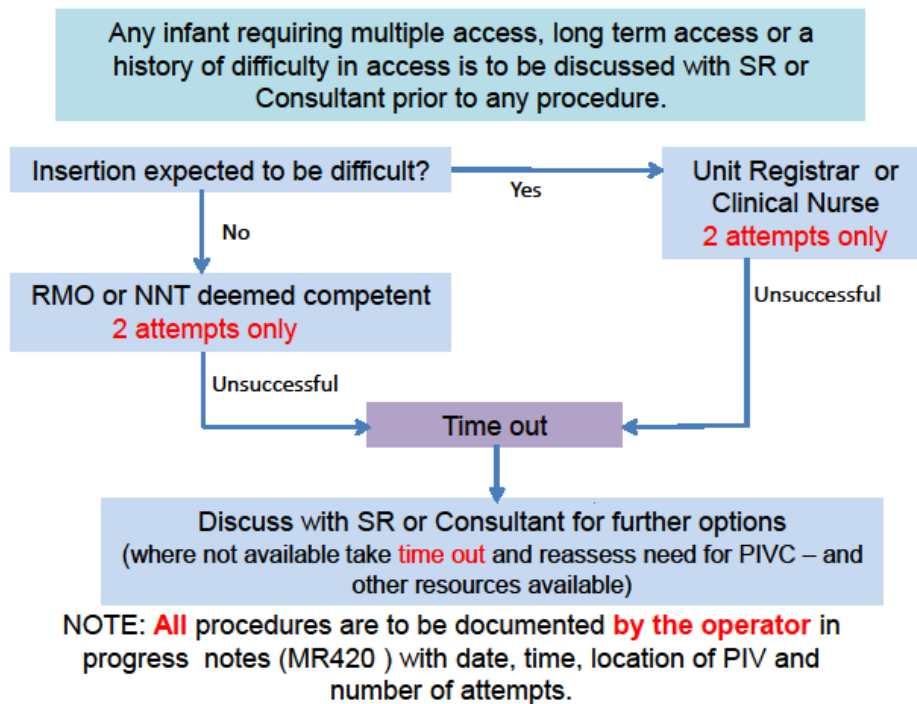 Any infant requiring multiple access, long term access or a
history of difficulty in access is to be discussed with SR or
Consultant prior to any procedure.
Insertion expected to be difficult?
Yes
Unit Registrar or
Clinical Nurse
2 attempts only
No
RMO or NNT deemed competent
2 attempts only
Unsuccessful
Unsuccessful
Time out
Discuss with SR or Consultant for further options
(where not available take time out and reassess need for PIVC – and
other resources available)
NOTE: All procedures are to be documented by the operator in
progress notes (MR420 ) with date, time, location of PIV and
number of attempts.